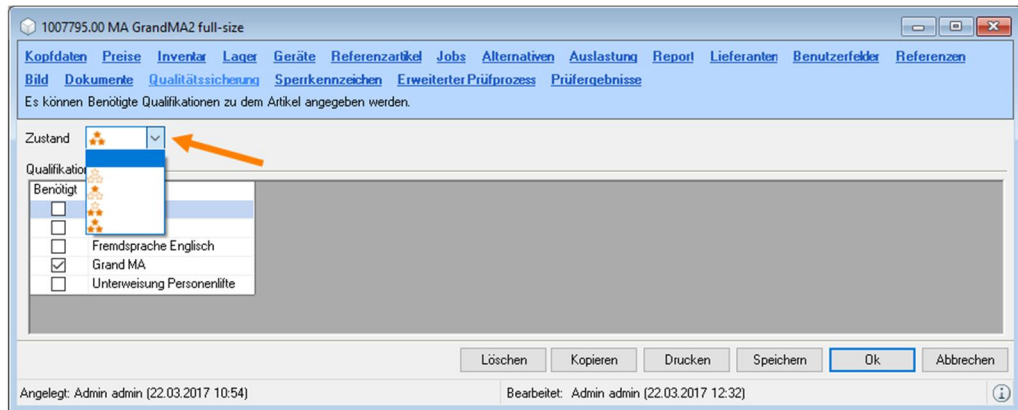 1007795.00 MA GrandMA2 full-size
Kopfdaten Preise Inventar Lager Geräte Referenzartikel Jobs Alternativen Auslastung Report Lieferanten Benutzerfelder Referenzen
Bild Dokumente Qualitätssicherung Sperrkennzeichen Erweiterter Prüfprozess Prüfergebnisse
Es können Benötigte Qualifikationen zu dem Artikel angegeben werden.
Zustand
Benötigt
Fremdsprache Englisch
Grand MA
Unterweisung Personenlifte
Löschen Kopieren Drucken Speichern Ok Abbrechen
Angelegt: Admin admin (22.03.2017 10:54) Bearbeitet: Admin admin (22.03.2017 12:32)